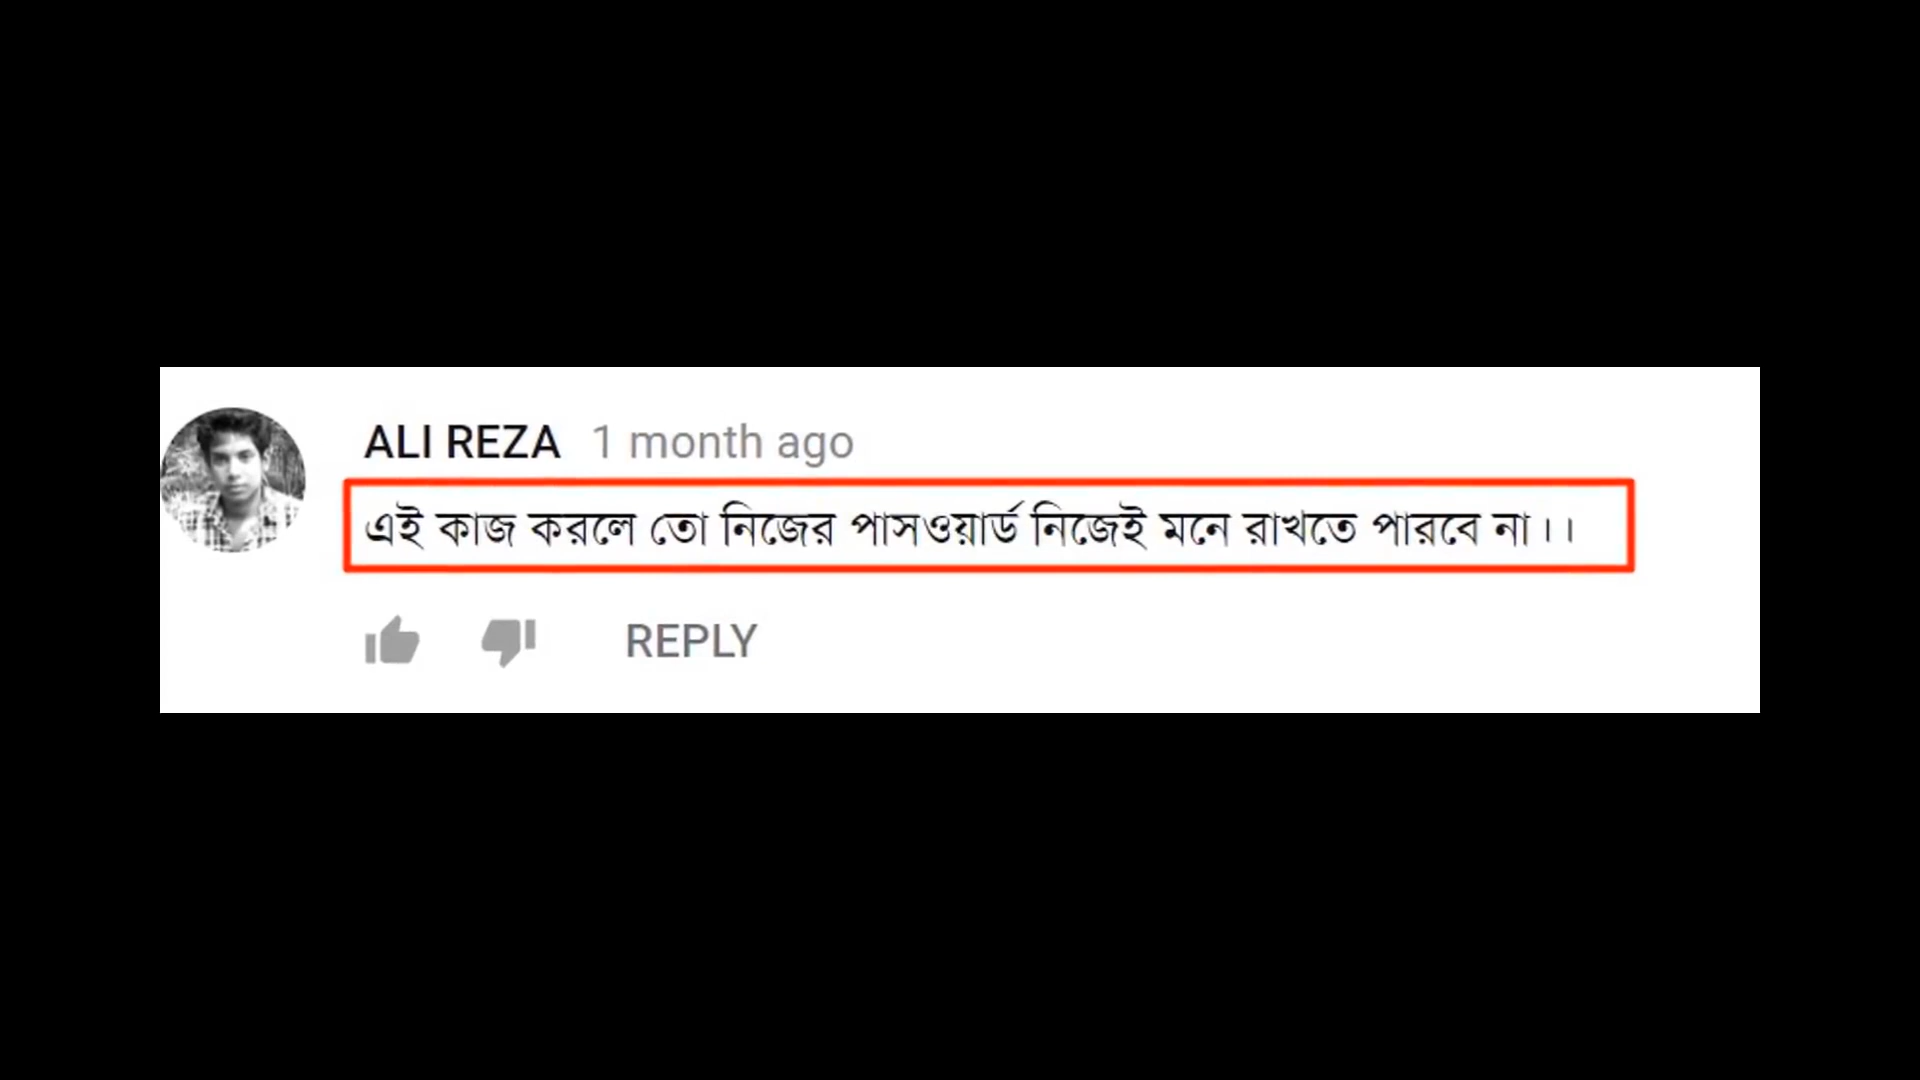 ALI REZA 1 month ago
এই কাজ করলে তো নিজের পাসওয়ার্ড নিজেই মনে রাখতে পারবে না।।
REPLY